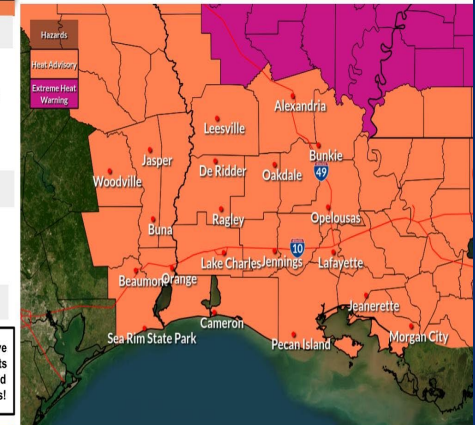 Hazards
Heat Advisory
Extreme Heat
Warning
Alexandria
Leesville
Bunkie
Jasper
De Ridder
Oakdale
49
Woodville
Ragley
Opelousas
Buna
10
Lake Charles
Jennings
Lafayette
Beaumont
Orange
Jeanerette
Cameron
Morgan City
Sea Rim State Park
Pecan Island